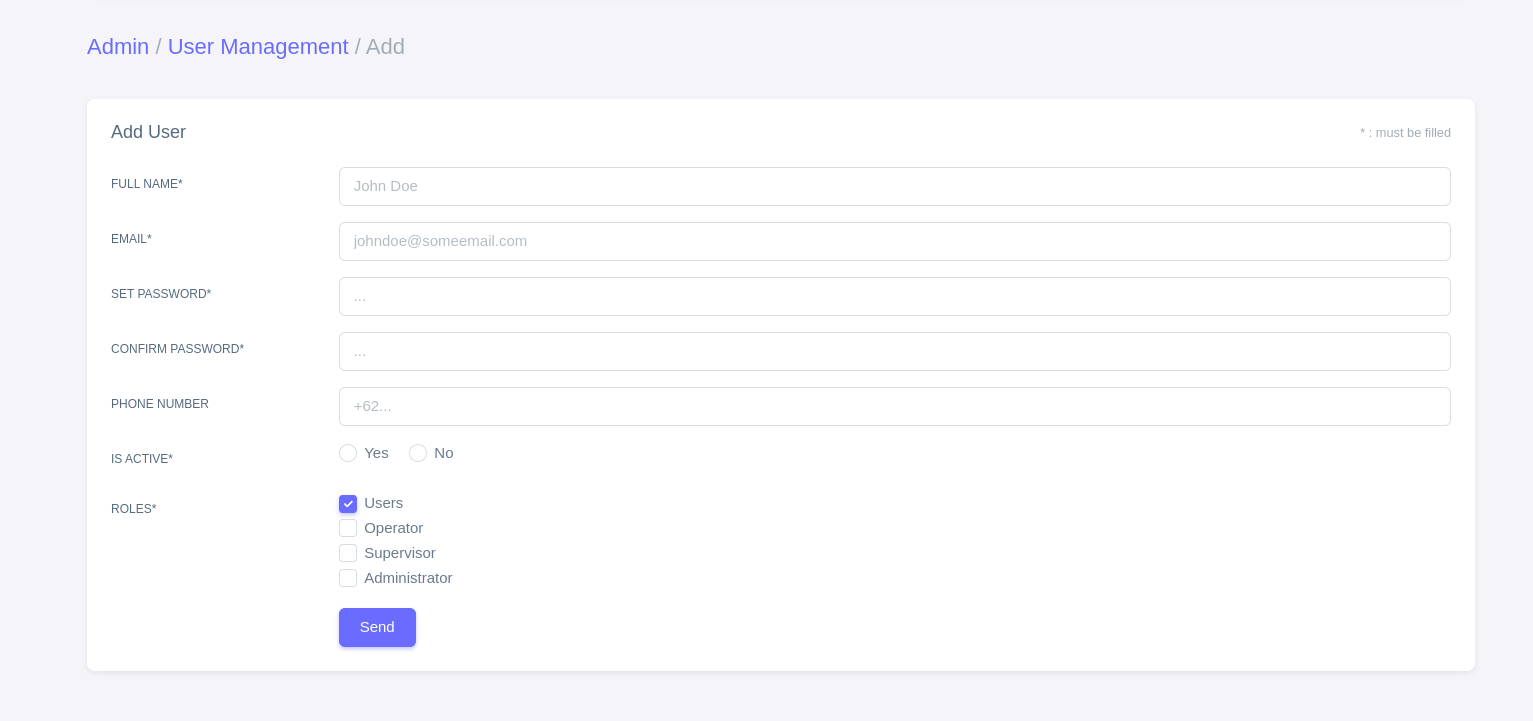 Admin / User Management / Add
Add User
* : must be filled
FULL NAME*
John Doe
EMAIL*
johndoe@someemail.com
SET PASSWORD*
...
CONFIRM PASSWORD*
...
PHONE NUMBER
+62...
IS ACTIVE*
Yes No
ROLES*
Users
Operator
Supervisor
Administrator
Send